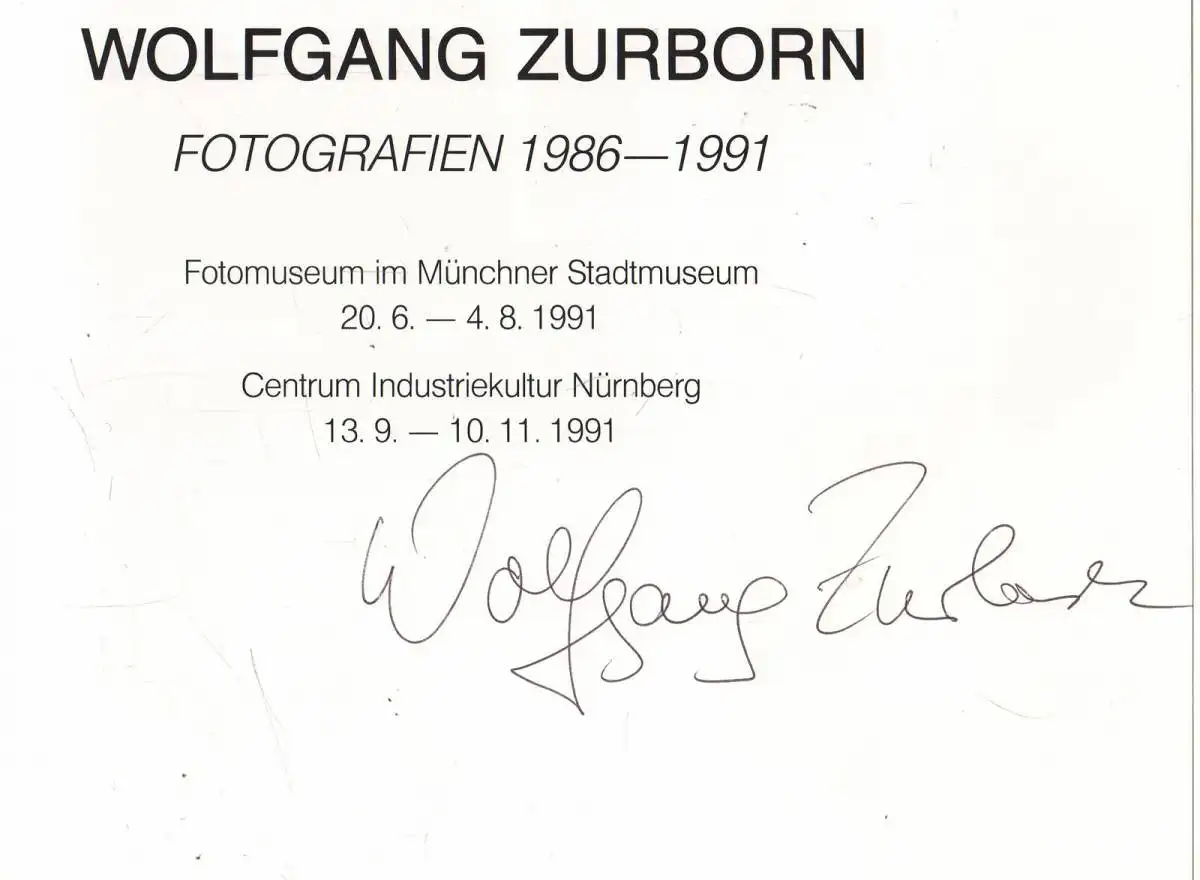 WOLFGANG ZURBORN
FOTOGRAFIEN 1986—1991
Fotomuseum im Münchner Stadtmuseum
20. 6. — 4. 8. 1991
Centrum Industriekultur Nürnberg
13. 9. — 10. 11. 1991
Wolfgang Zurborn